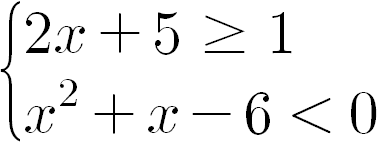 2x + 5 ≥ 1
x² + x − 6 < 0